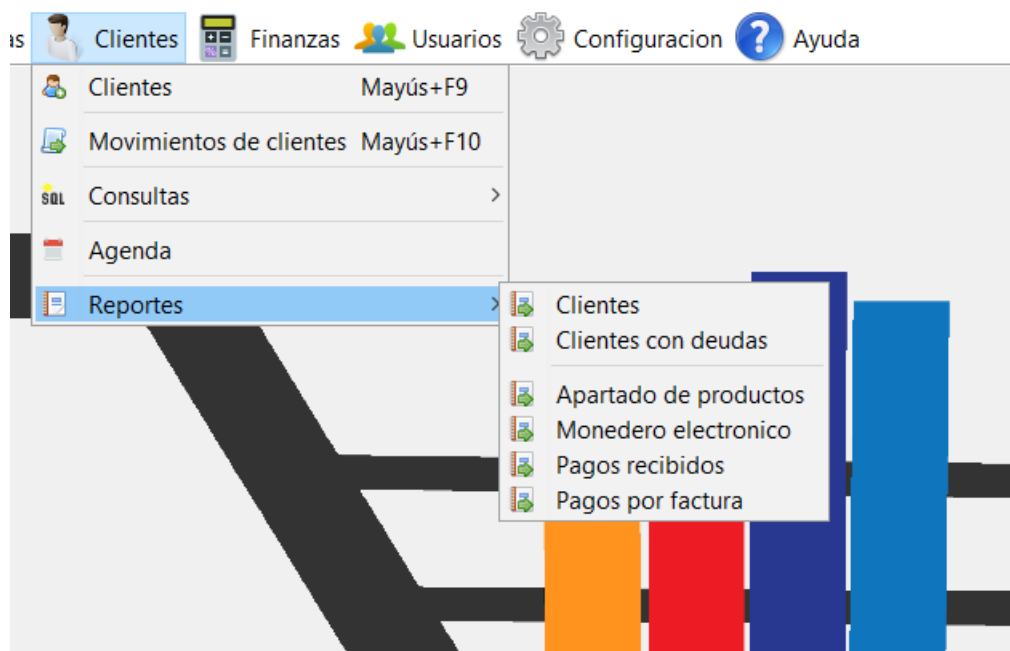 as Clientes Finanzas Usuarios Configuracion Ayuda
Clientes Mayús+F9
Movimientos de clientes Mayús+F10
SQL Consultas
Agenda
Reportes
Clientes
Clientes con deudas
Apartado de productos
Monedero electronico
Pagos recibidos
Pagos por factura